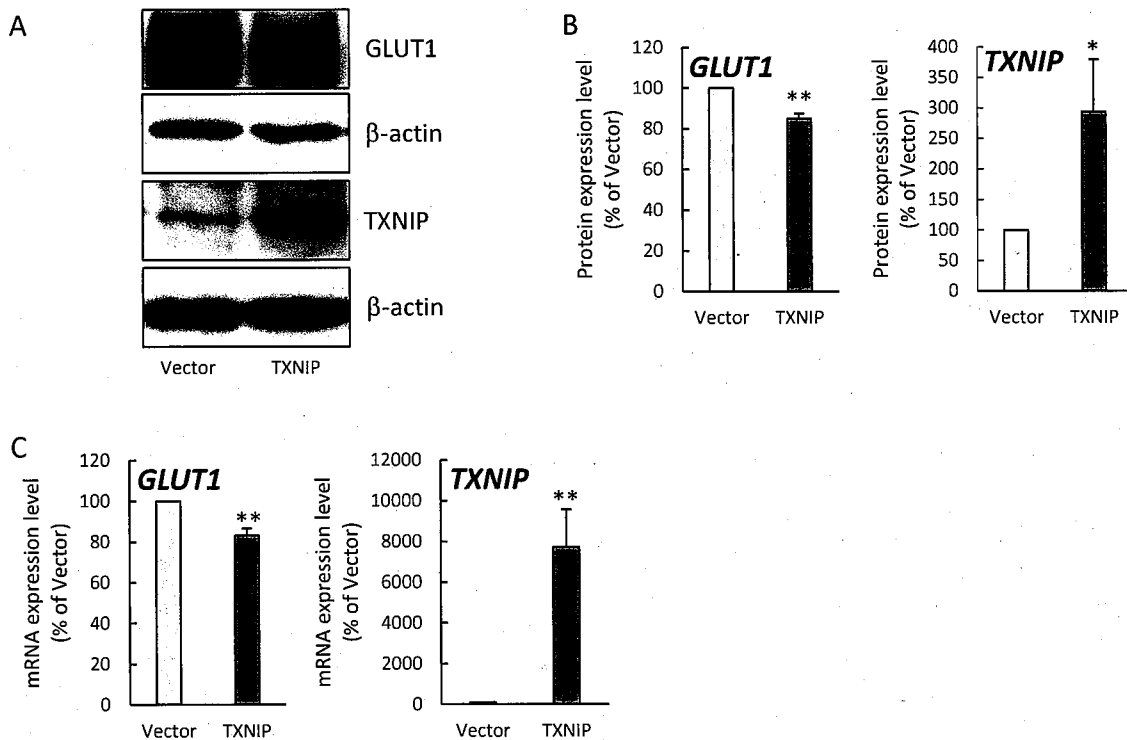 A
GLUT1
β-actin
TXNIP
β-actin
Vector TXNIP
B
Protein expression level
(% of Vector)
120
100
80
60
40
20
0
GLUT1
**
Vector TXNIP
Protein expression level
(% of Vector)
400
350
300
250
200
150
100
50
0
TXNIP
*
Vector TXNIP
C
mRNA expression level
(% of Vector)
120
100
80
60
40
20
0
GLUT1
**
Vector TXNIP
mRNA expression level
(% of Vector)
12000
10000
8000
6000
4000
2000
0
TXNIP
**
Vector TXNIP